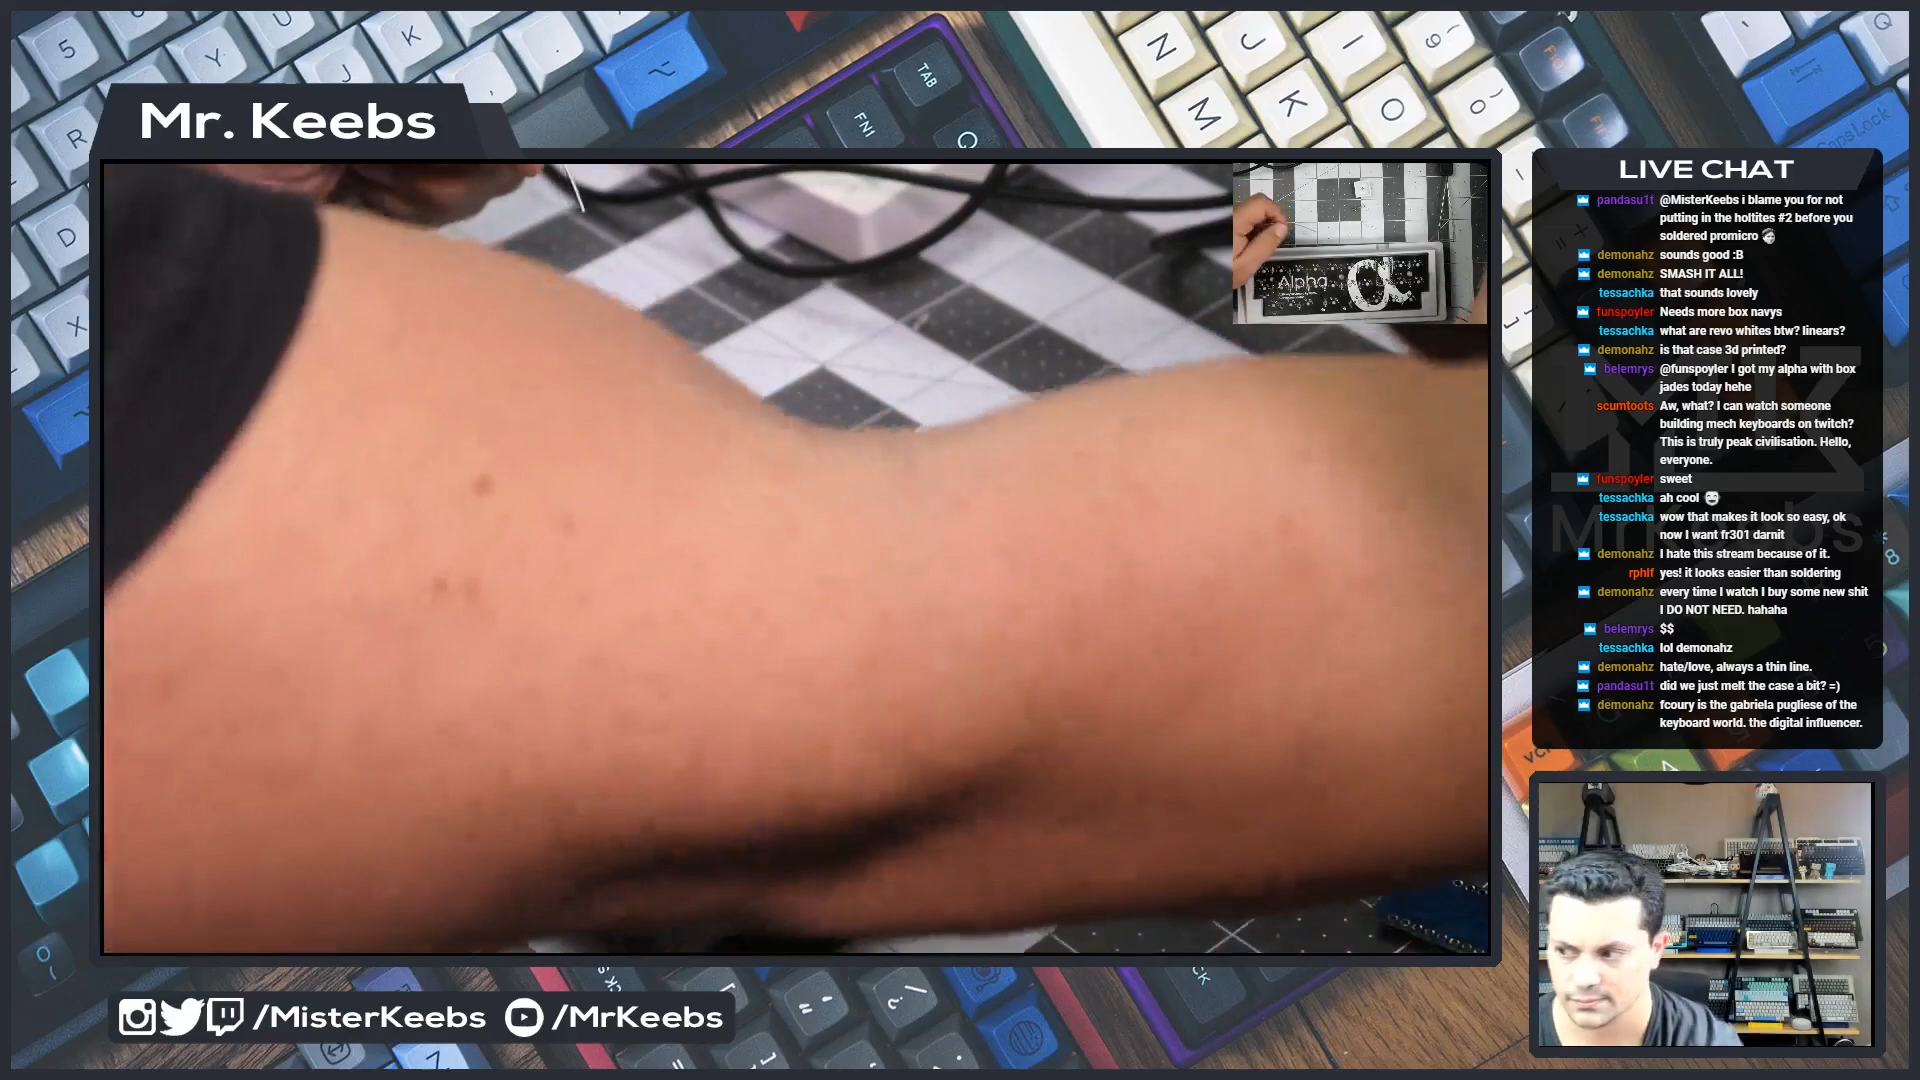 Mr. Keebs
LIVE CHAT
pandasu1t @MisterKeebs i blame you for not
putting in the holtites #2 before you
soldered promicro
demonahz sounds good :B
demonahz SMASH IT ALL!
tessachka that sounds lovely
funspoyler Needs more box navys
tessachka what are revo whites btw? linears?
demonahz is that case 3d printed?
belemrys @funspoyler I got my alpha with box
jades today hehe
scumtoots Aw, what? I can watch someone
building mech keyboards on twitch?
This is truly peak civilisation. Hello,
everyone.
funspoyler sweet
tessachka ah cool
tessachka wow that makes it look so easy, ok
now I want fr301 darnit
demonahz I hate this stream because of it.
rphlf yes! it looks easier than soldering
demonahz every time I watch I buy some new shit
I DO NOT NEED. hahaha
belemrys $$
tessachka lol demonahz
demonahz hate/love, always a thin line.
pandasu1t did we just melt the case a bit? =)
demonahz fcoury is the gabriela pugliese of the
keyboard world. the digital influencer.
Alpha α
MrKeebs
/MisterKeebs /MrKeebs
5 Y U J K R D X
TAB
FN1
N J I 9
M K O 0
CapsLock
Q
Z